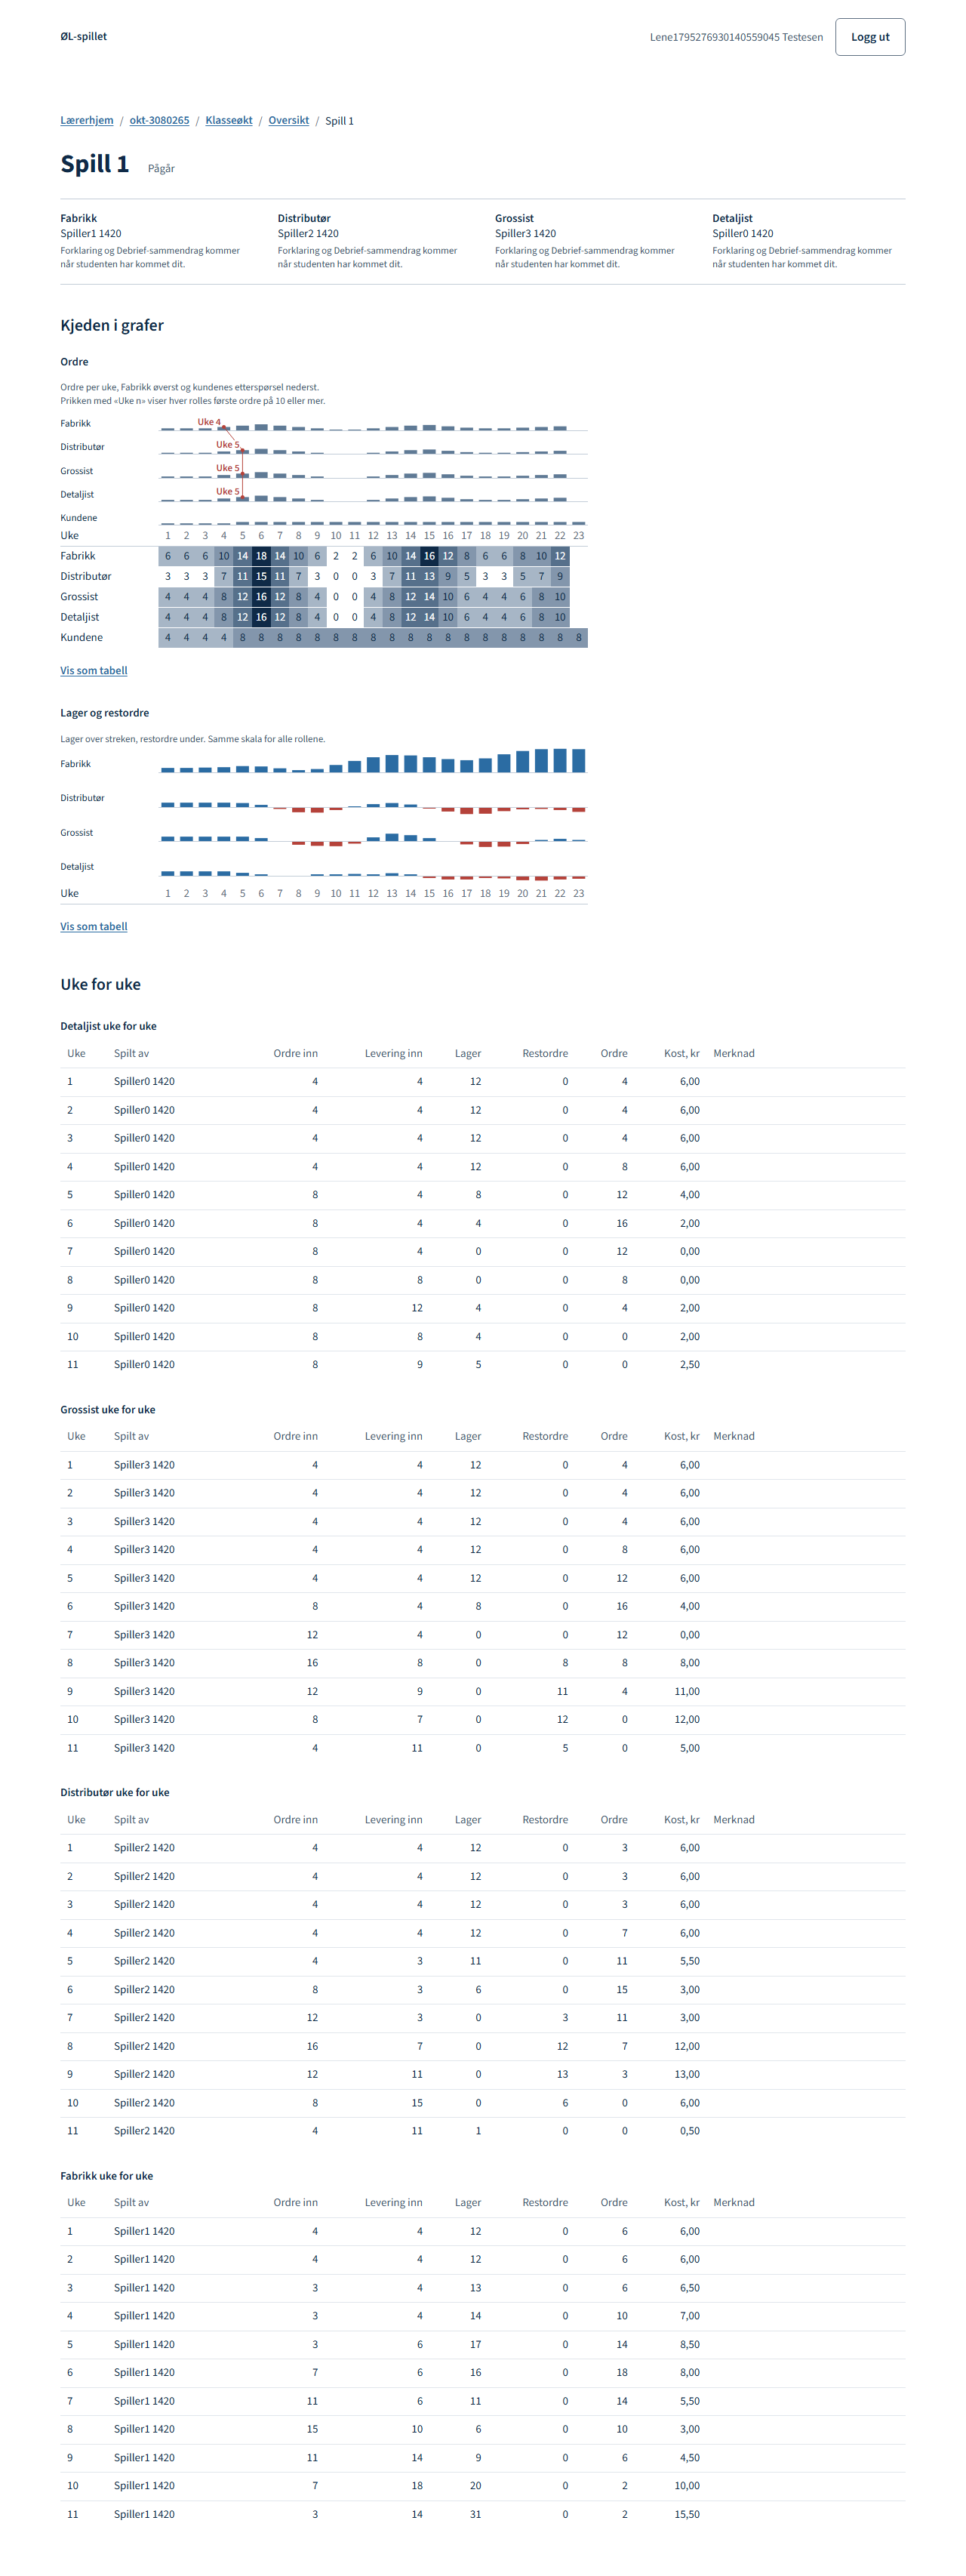 ØL-spillet
Lene1795276930140559045 Testesen
Logg ut
Lærerhjem / okt-3080265 / Klasseøkt / Oversikt / Spill 1
Spill 1 Pågår
Fabrikk Distributør Grossist Detaljist
Spiller1 1420 Spiller2 1420 Spiller3 1420 Spiller0 1420
Forklaring og Debrief-sammendrag kommer Forklaring og Debrief-sammendrag kommer Forklaring og Debrief-sammendrag kommer Forklaring og Debrief-sammendrag kommer
når studenten har kommet dit. når studenten har kommet dit. når studenten har kommet dit. når studenten har kommet dit.
Kjeden i grafer
Ordre
Ordre per uke, Fabrikk øverst og kundenes etterspørsel nederst.
Prikken med «Uke n» viser hver rolles første ordre på 10 eller mer.
Fabrikk Uke 4
Distributør Uke 5
Grossist Uke 5
Detaljist Uke 5
Kundene
Uke 1 2 3 4 5 6 7 8 9 10 11 12 13 14 15 16 17 18 19 20 21 22 23
Fabrikk 6 6 6 10 14 18 14 10 6 2 2 6 10 14 16 12 8 6 6 8 10 12
Distributør 3 3 3 7 11 15 11 7 3 0 0 3 7 11 13 9 5 3 3 5 7 9
Grossist 4 4 4 8 12 16 12 8 4 0 0 4 8 12 14 10 6 4 4 6 8 10
Detaljist 4 4 4 8 12 16 12 8 4 0 0 4 8 12 14 10 6 4 4 6 8 10
Kundene 4 4 4 4 8 8 8 8 8 8 8 8 8 8 8 8 8 8 8 8 8 8 8
Vis som tabell
Lager og restordre
Lager over streken, restordre under. Samme skala for alle rollene.
Fabrikk
Distributør
Grossist
Detaljist
Uke 1 2 3 4 5 6 7 8 9 10 11 12 13 14 15 16 17 18 19 20 21 22 23
Vis som tabell
Uke for uke
Detaljist uke for uke
Uke Spilt av Ordre inn Levering inn Lager Restordre Ordre Kost, kr Merknad
1 Spiller0 1420 4 4 12 0 4 6,00
2 Spiller0 1420 4 4 12 0 4 6,00
3 Spiller0 1420 4 4 12 0 4 6,00
4 Spiller0 1420 4 4 12 0 8 6,00
5 Spiller0 1420 8 4 8 0 12 4,00
6 Spiller0 1420 8 4 4 0 16 2,00
7 Spiller0 1420 8 4 0 0 12 0,00
8 Spiller0 1420 8 8 0 0 8 0,00
9 Spiller0 1420 8 12 4 0 4 2,00
10 Spiller0 1420 8 8 4 0 0 2,00
11 Spiller0 1420 8 9 5 0 0 2,50
Grossist uke for uke
Uke Spilt av Ordre inn Levering inn Lager Restordre Ordre Kost, kr Merknad
1 Spiller3 1420 4 4 12 0 4 6,00
2 Spiller3 1420 4 4 12 0 4 6,00
3 Spiller3 1420 4 4 12 0 4 6,00
4 Spiller3 1420 4 4 12 0 8 6,00
5 Spiller3 1420 4 4 12 0 12 6,00
6 Spiller3 1420 8 4 8 0 16 4,00
7 Spiller3 1420 12 4 0 0 12 0,00
8 Spiller3 1420 16 8 0 8 8 8,00
9 Spiller3 1420 12 9 0 11 4 11,00
10 Spiller3 1420 8 7 0 12 0 12,00
11 Spiller3 1420 4 11 0 5 0 5,00
Distributør uke for uke
Uke Spilt av Ordre inn Levering inn Lager Restordre Ordre Kost, kr Merknad
1 Spiller2 1420 4 4 12 0 3 6,00
2 Spiller2 1420 4 4 12 0 3 6,00
3 Spiller2 1420 4 4 12 0 3 6,00
4 Spiller2 1420 4 4 12 0 7 6,00
5 Spiller2 1420 4 3 11 0 11 5,50
6 Spiller2 1420 8 3 6 0 15 3,00
7 Spiller2 1420 12 3 0 3 11 3,00
8 Spiller2 1420 16 7 0 12 7 12,00
9 Spiller2 1420 12 11 0 13 3 13,00
10 Spiller2 1420 8 15 0 6 0 6,00
11 Spiller2 1420 4 11 1 0 0 0,50
Fabrikk uke for uke
Uke Spilt av Ordre inn Levering inn Lager Restordre Ordre Kost, kr Merknad
1 Spiller1 1420 4 4 12 0 6 6,00
2 Spiller1 1420 4 4 12 0 6 6,00
3 Spiller1 1420 3 4 13 0 6 6,50
4 Spiller1 1420 3 4 14 0 10 7,00
5 Spiller1 1420 3 6 17 0 14 8,50
6 Spiller1 1420 7 6 16 0 18 8,00
7 Spiller1 1420 11 6 11 0 14 5,50
8 Spiller1 1420 15 10 6 0 10 3,00
9 Spiller1 1420 11 14 9 0 6 4,50
10 Spiller1 1420 7 18 20 0 2 10,00
11 Spiller1 1420 3 14 31 0 2 15,50